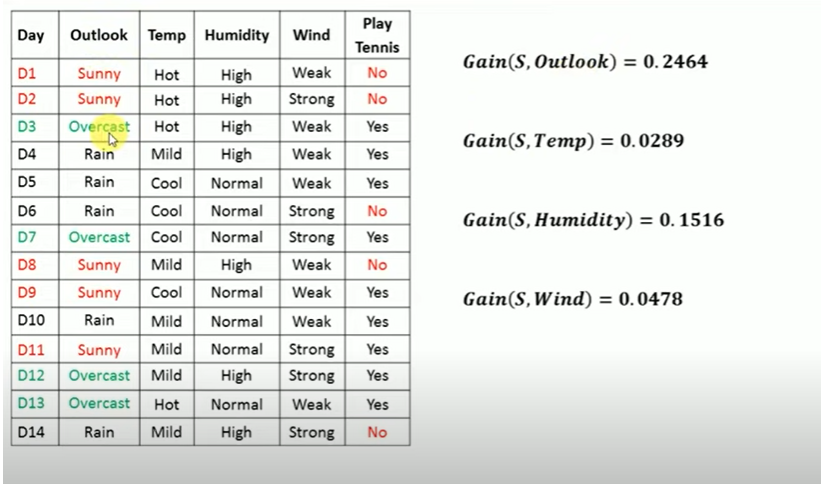 Day Outlook Temp Humidity Wind Play Tennis
D1 Sunny Hot High Weak No
D2 Sunny Hot High Strong No
D3 Overcast Hot High Weak Yes
D4 Rain Mild High Weak Yes
D5 Rain Cool Normal Weak Yes
D6 Rain Cool Normal Strong No
D7 Overcast Cool Normal Strong Yes
D8 Sunny Mild High Weak No
D9 Sunny Cool Normal Weak Yes
D10 Rain Mild Normal Weak Yes
D11 Sunny Mild Normal Strong Yes
D12 Overcast Mild High Strong Yes
D13 Overcast Hot Normal Weak Yes
D14 Rain Mild High Strong No
Gain(S, Outlook) = 0.2464
Gain(S, Temp) = 0.0289
Gain(S, Humidity) = 0.1516
Gain(S, Wind) = 0.0478